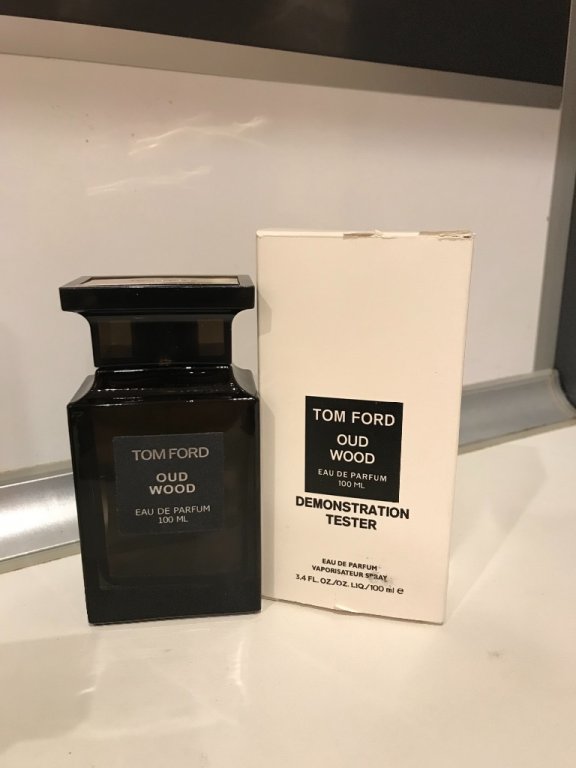 TOM FORD
OUD
WOOD
EAU DE PARFUM
100 ML
TOM FORD
OUD
WOOD
EAU DE PARFUM
100 ML
DEMONSTRATION
TESTER
EAU DE PARFUM
VAPORISATEUR SPRAY
3.4 FL. OZ./OZ. LIQ./100 ml e